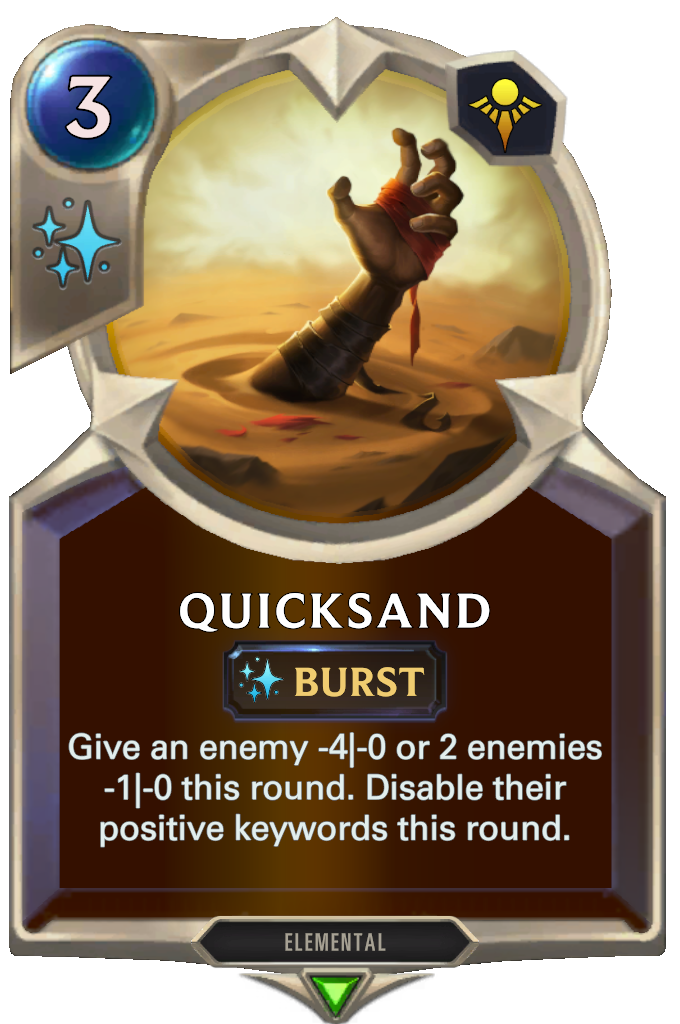 3
QUICKSAND
BURST
Give an enemy -4|-0 or 2 enemies
-1|-0 this round. Disable their
positive keywords this round.
ELEMENTAL